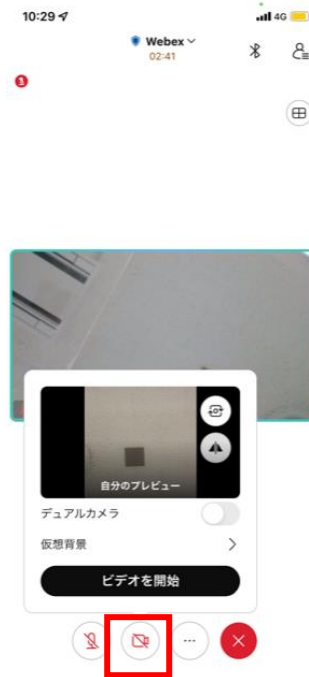 10:29
4G
Webex
02:41
1
自分のプレビュー
デュアルカメラ
仮想背景
ビデオを開始